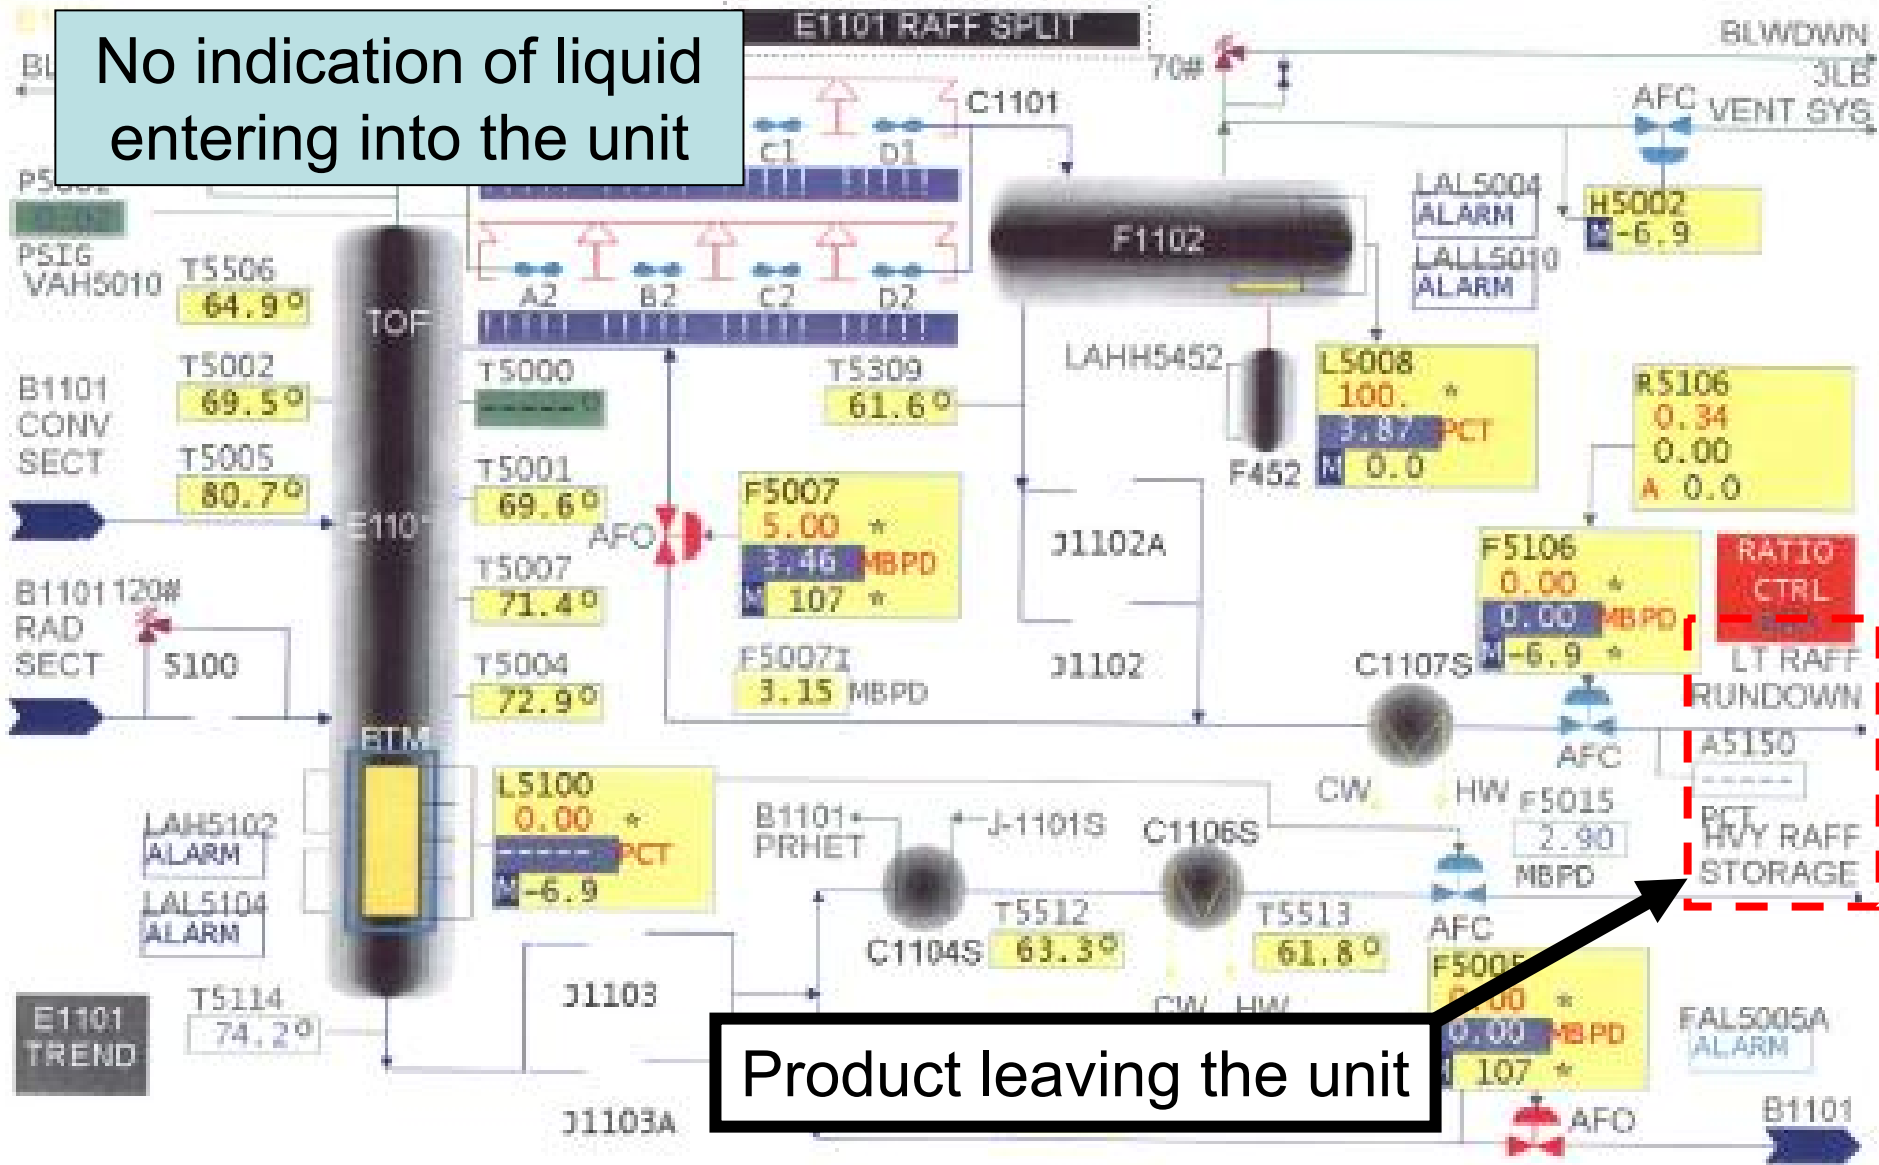 No indication of liquid
entering into the unit
E1101 RAFF SPLIT
BLWDWN
3LB
VENT SYS
70#
AFC
C1101
C1
D1
PSIG
VAH5010
T5506
64.9°
TOP
A2
B2
C2
D2
F1102
LAL5004
ALARM
LALL5010
ALARM
H5002
M -6.9
B1101
CONV
SECT
T5002
69.5°
T5005
80.7°
E1101
T5000
-----°
T5001
69.6°
T5007
71.4°
T5004
72.9°
AFO
F5007
5.00 *
3.46 MBPD
M 107 *
F5007I
3.15 MBPD
T5309
61.6°
LAHH5452
F452
L5008
100. *
3.87 PCT
M 0.0
R5106
0.34
0.00
A 0.0
J1102A
J1102
F5106
0.00 *
0.00 MBPD
M -6.9 *
RATIO
CTRL
LT RAFF
RUNDOWN
B1101
RAD
SECT
120#
5100
BTM
C1107S
CW
HW
AFC
A5150
-----
PCT
HVY RAFF
STORAGE
LAH5102
ALARM
LAL5104
ALARM
L5100
0.00 *
----- PCT
M -6.9
B1101
PRHET
J-1101S
C1104S
C1106S
T5512
63.3°
T5513
61.8°
CW
HW
F5015
2.90
MBPD
AFC
E1101
TREND
T5114
74.2°
J1103
J1103A
Product leaving the unit
0.00 MBPD
107 *
FAL5005A
ALARM
AFO
B1101